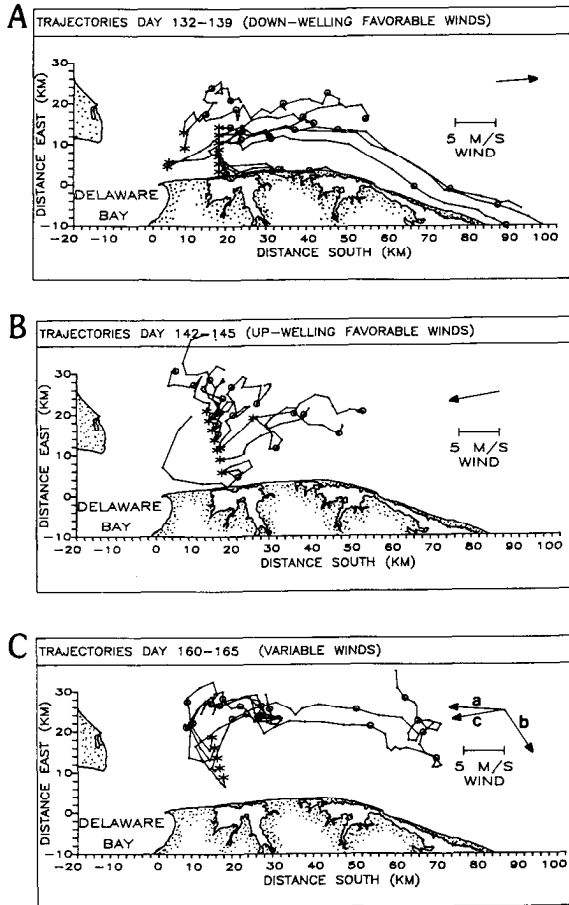 A
TRAJECTORIES DAY 132-139 (DOWN-WELLING FAVORABLE WINDS)
DISTANCE EAST (KM)
30
20
10
0
-10
5 M/S
WIND
DELAWARE
BAY
-20 -10 0 10 20 30 40 50 60 70 80 90 100
DISTANCE SOUTH (KM)
B
TRAJECTORIES DAY 142-145 (UP-WELLING FAVORABLE WINDS)
DISTANCE EAST (KM)
30
20
10
0
-10
5 M/S
WIND
DELAWARE
BAY
-20 -10 0 10 20 30 40 50 60 70 80 90 100
DISTANCE SOUTH (KM)
C
TRAJECTORIES DAY 160-165 (VARIABLE WINDS)
DISTANCE EAST (KM)
30
20
10
0
-10
a
c
b
5 M/S
WIND
DELAWARE
BAY
-20 -10 0 10 20 30 40 50 60 70 80 90 100
DISTANCE SOUTH (KM)